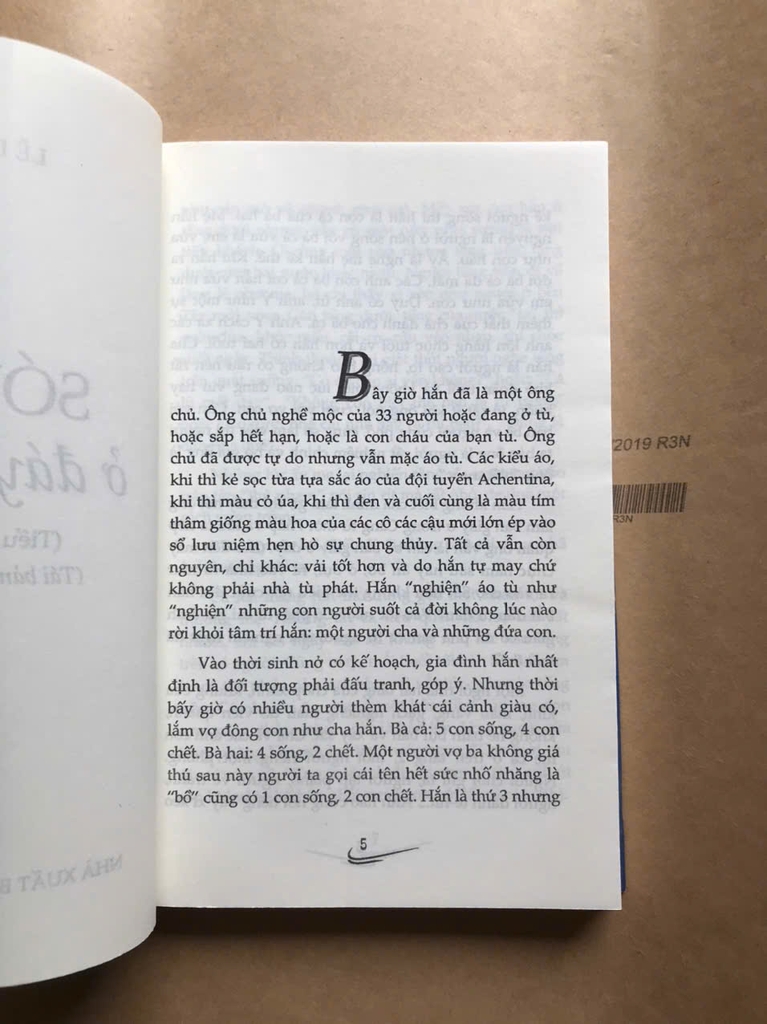 Bây giờ hắn đã là một ông
chủ. Ông chủ nghề mộc của 33 người hoặc đang ở tù,
hoặc sắp hết hạn, hoặc là con cháu của bạn tù. Ông
chủ đã được tự do nhưng vẫn mặc áo tù. Các kiểu áo,
khi thì kẻ sọc tựa tựa sắc áo của đội tuyển Achentina,
khi thì màu cỏ úa, khi thì đen và cuối cùng là màu tím
thâm giống màu hoa của các cô các cậu mới lớn ép vào
sổ lưu niệm hẹn hò sự chung thủy. Tất cả vẫn còn
nguyên, chỉ khác: vải tốt hơn và do hắn tự may chứ
không phải nhà tù phát. Hắn “nghiện” áo tù như
“nghiện” những con người suốt cả đời không lúc nào
rời khỏi tâm trí hắn: một người cha và những đứa con.
Vào thời sinh nở có kế hoạch, gia đình hắn nhất
định là đối tượng phải đấu tranh, góp ý. Nhưng thời
bấy giờ có nhiều người thèm khát cái cảnh giàu có,
lắm vợ đông con như cha hắn. Bà cả: 5 con sống, 4 con
chết. Bà hai: 4 sống, 2 chết. Một người vợ ba không giá
thú sau này người ta gọi cái tên hết sức nhố nhăng là
“bồ” cũng có 1 con sống, 2 con chết. Hắn là thứ 3 nhưng
5
2019 R3N
R3N